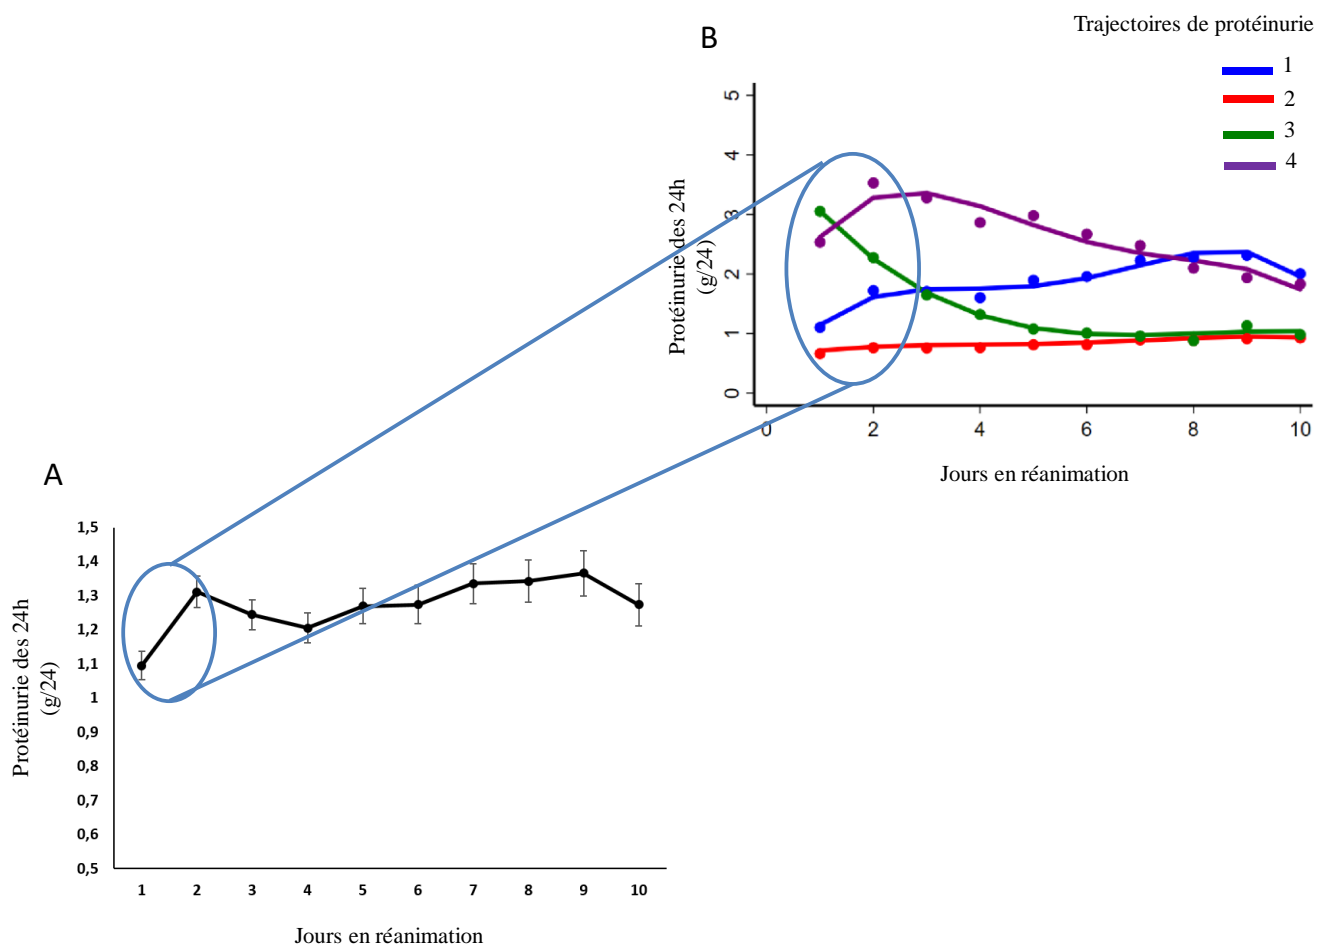 B
Trajectoires de protéinurie
1
2
3
4
Protéinurie des 24h
(g/24)
5
4
3
2
1
0
0 2 4 6 8 10
Jours en réanimation
A
Protéinurie des 24h
(g/24)
1,5
1,4
1,3
1,2
1,1
1
0,9
0,8
0,7
0,6
0,5
1 2 3 4 5 6 7 8 9 10
Jours en réanimation